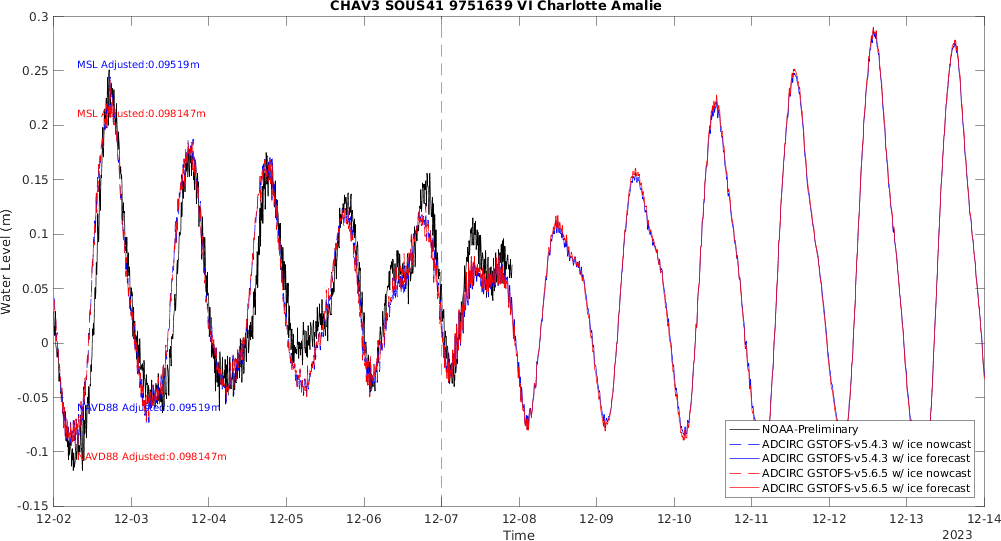 CHAV3 SOUS41 9751639 VI Charlotte Amalie
0.3
0.25
0.2
0.15
0.1
0.05
0
-0.05
-0.1
-0.15
Water Level (m)
MSL Adjusted:0.09519m
MSL Adjusted:0.098147m
NAVD88 Adjusted:0.09519m
NAVD88 Adjusted:0.098147m
NOAA-Preliminary
ADCIRC GSTOFS-v5.4.3 w/ ice nowcast
ADCIRC GSTOFS-v5.4.3 w/ ice forecast
ADCIRC GSTOFS-v5.6.5 w/ ice nowcast
ADCIRC GSTOFS-v5.6.5 w/ ice forecast
12-02 12-03 12-04 12-05 12-06 12-07 12-08 12-09 12-10 12-11 12-12 12-13 12-14
Time
2023